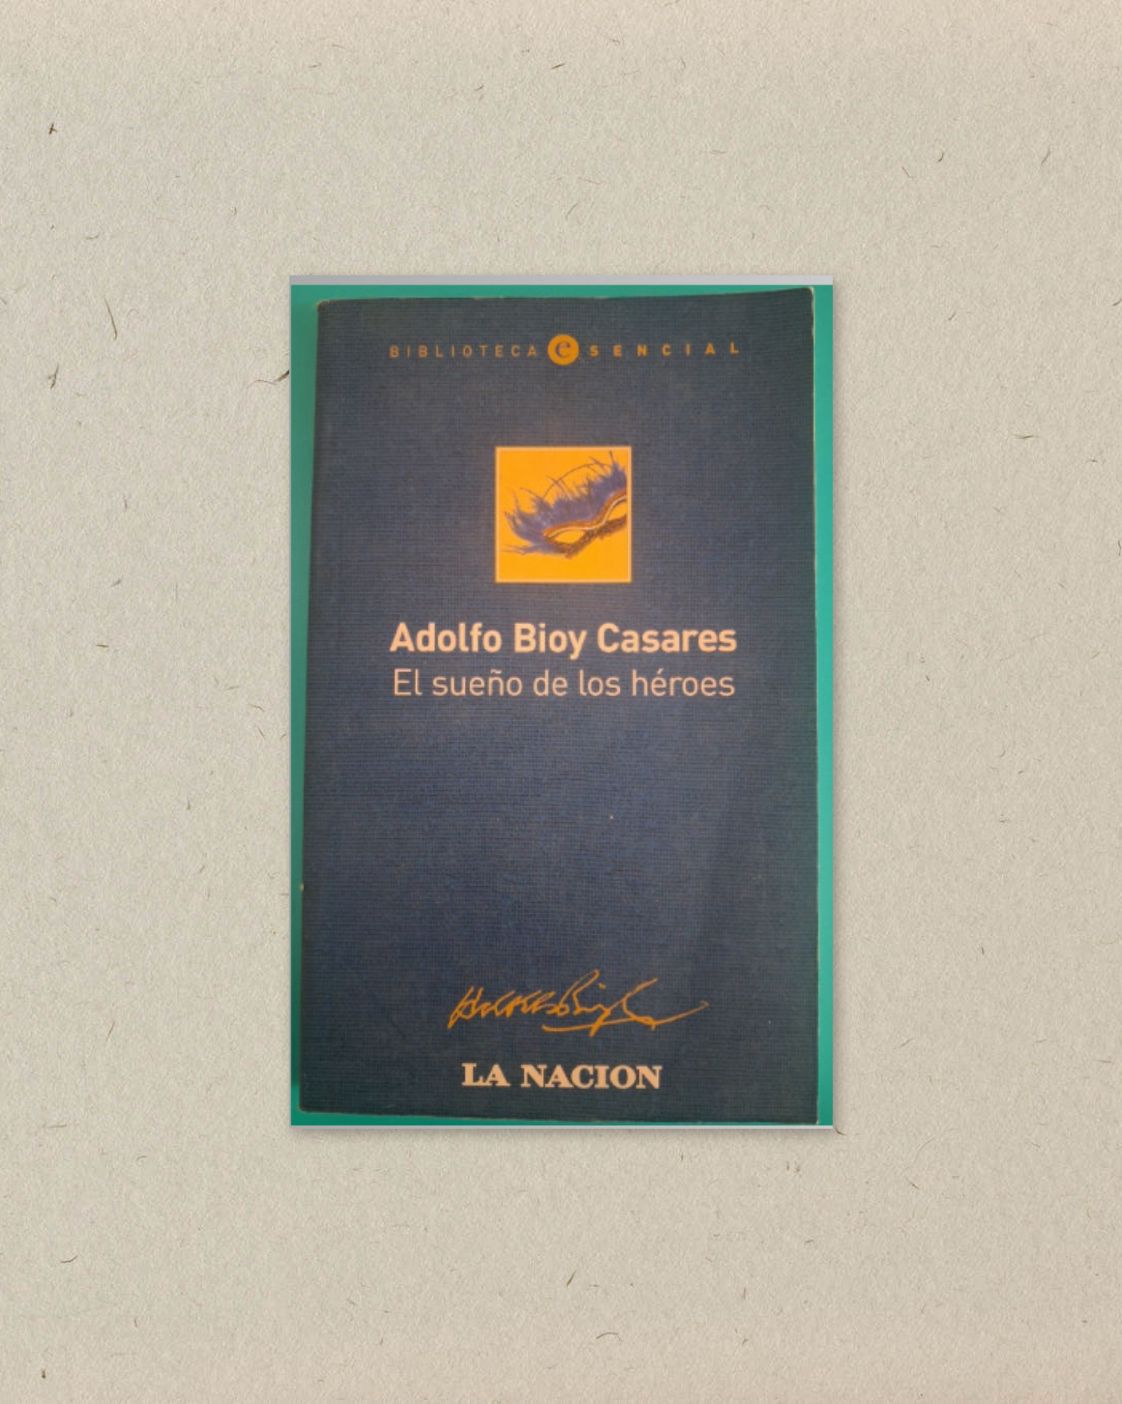 BIBLIOTECA eSENCIAL
Adolfo Bioy Casares
El sueño de los héroes
LA NACION